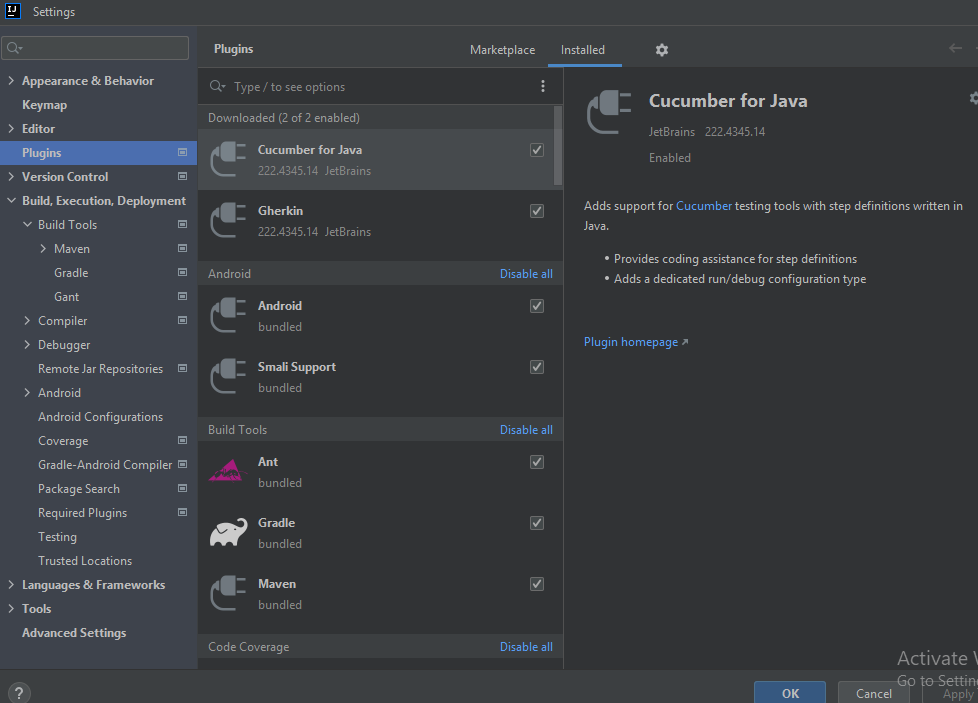 IJ
Settings
Appearance & Behavior
Keymap
Editor
Plugins
Version Control
Build, Execution, Deployment
Build Tools
Maven
Gradle
Gant
Compiler
Debugger
Remote Jar Repositories
Android
Android Configurations
Coverage
Gradle-Android Compiler
Package Search
Required Plugins
Testing
Trusted Locations
Languages & Frameworks
Tools
Advanced Settings
?
Plugins
Marketplace
Installed
Type / to see options
Downloaded (2 of 2 enabled)
Cucumber for Java
222.4345.14 JetBrains
Gherkin
222.4345.14 JetBrains
Android Disable all
Android
bundled
Smali Support
bundled
Build Tools Disable all
Ant
bundled
Gradle
bundled
Maven
bundled
Code Coverage Disable all
Cucumber for Java
JetBrains 222.4345.14
Enabled
Adds support for Cucumber testing tools with step definitions written in
Java.
• Provides coding assistance for step definitions
• Adds a dedicated run/debug configuration type
Plugin homepage ↗
Activate
Go to Settin
OK
Cancel
Apply